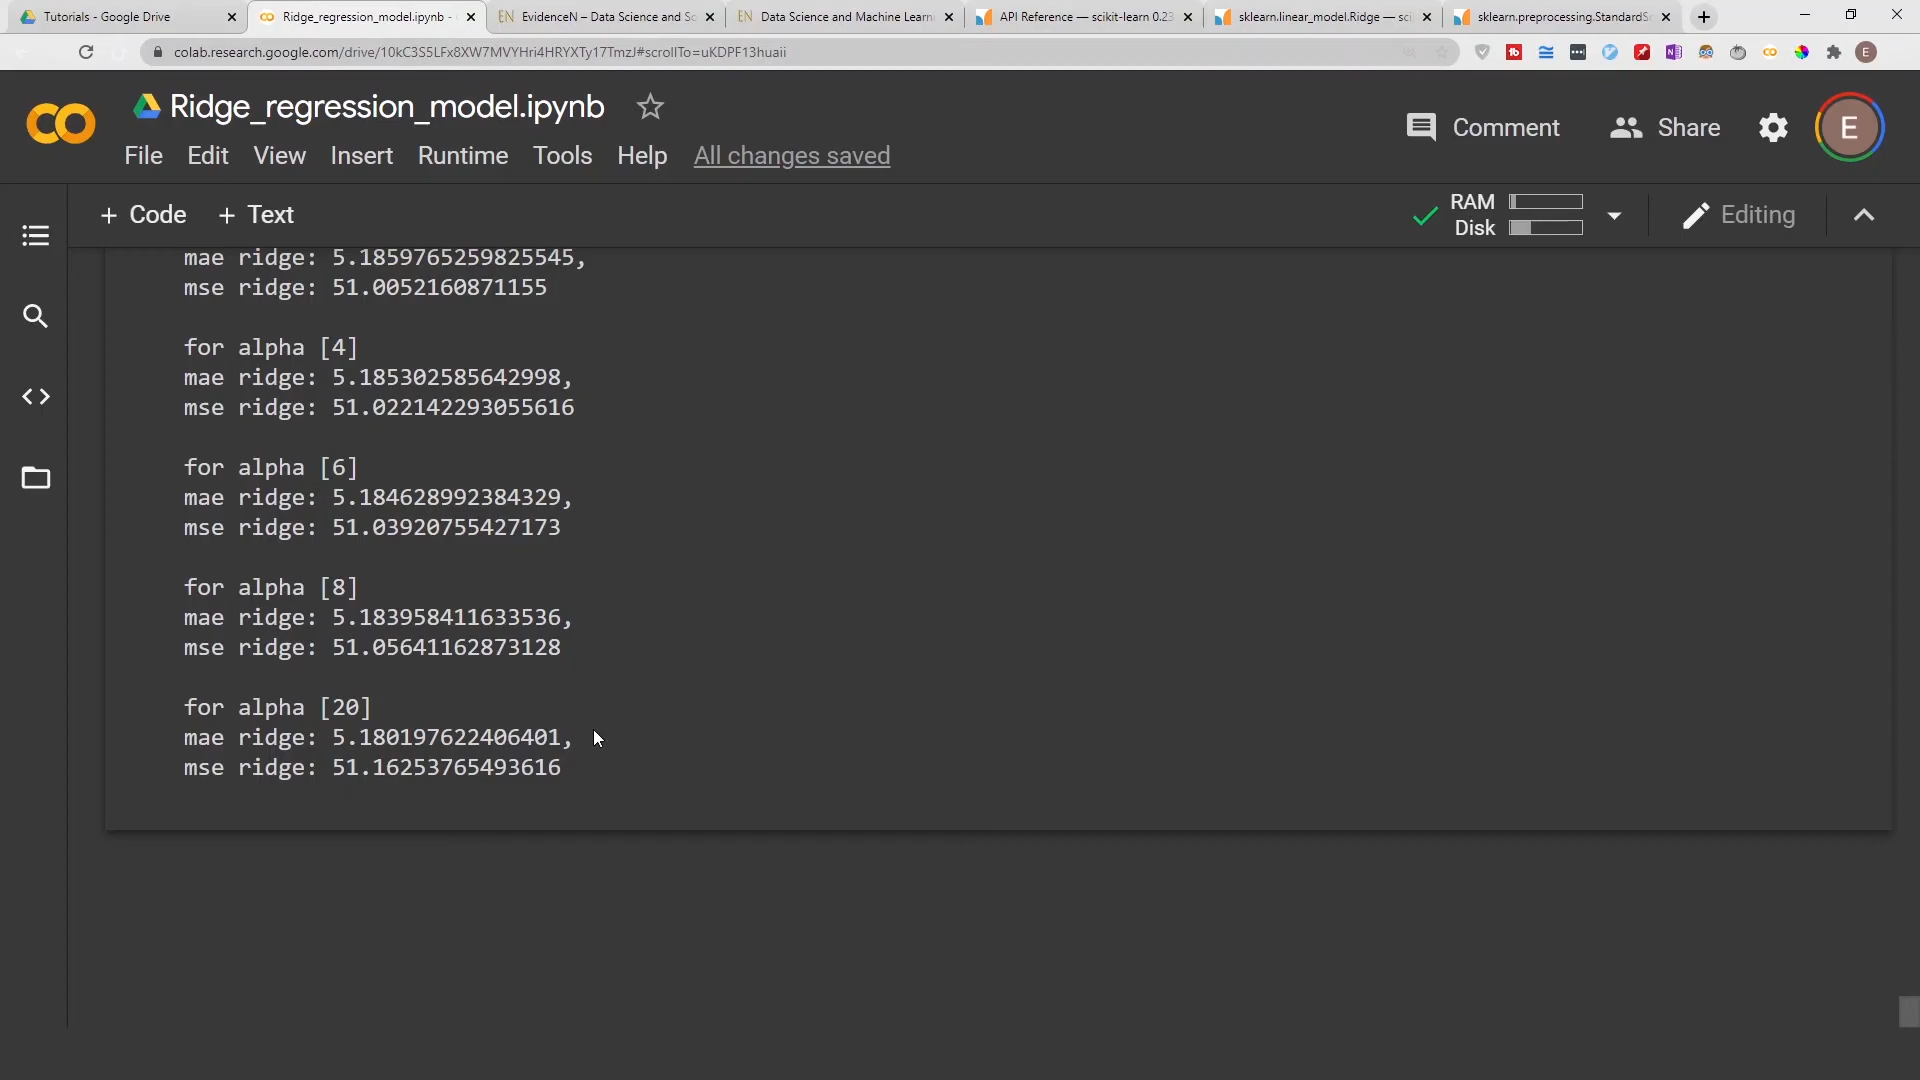 Tutorials - Google Drive
Ridge_regression_model.ipynb -
EN EvidenceN – Data Science and Sc
EN Data Science and Machine Learn
API Reference — scikit-learn 0.23
sklearn.linear_model.Ridge — sci
sklearn.preprocessing.StandardS
colab.research.google.com/drive/10kC3S5LFx8XW7MVYHri4HRYXTy17TmzJ#scrollTo=uKDPF13huaii
E
Ridge_regression_model.ipynb
Comment
Share
E
File Edit View Insert Runtime Tools Help All changes saved
+ Code + Text
RAM
Disk
Editing
mae ridge: 5.1859765259825545,
mse ridge: 51.0052160871155
for alpha [4]
mae ridge: 5.185302585642998,
mse ridge: 51.022142293055616
for alpha [6]
mae ridge: 5.184628992384329,
mse ridge: 51.03920755427173
for alpha [8]
mae ridge: 5.183958411633536,
mse ridge: 51.05641162873128
for alpha [20]
mae ridge: 5.180197622406401,
mse ridge: 51.16253765493616